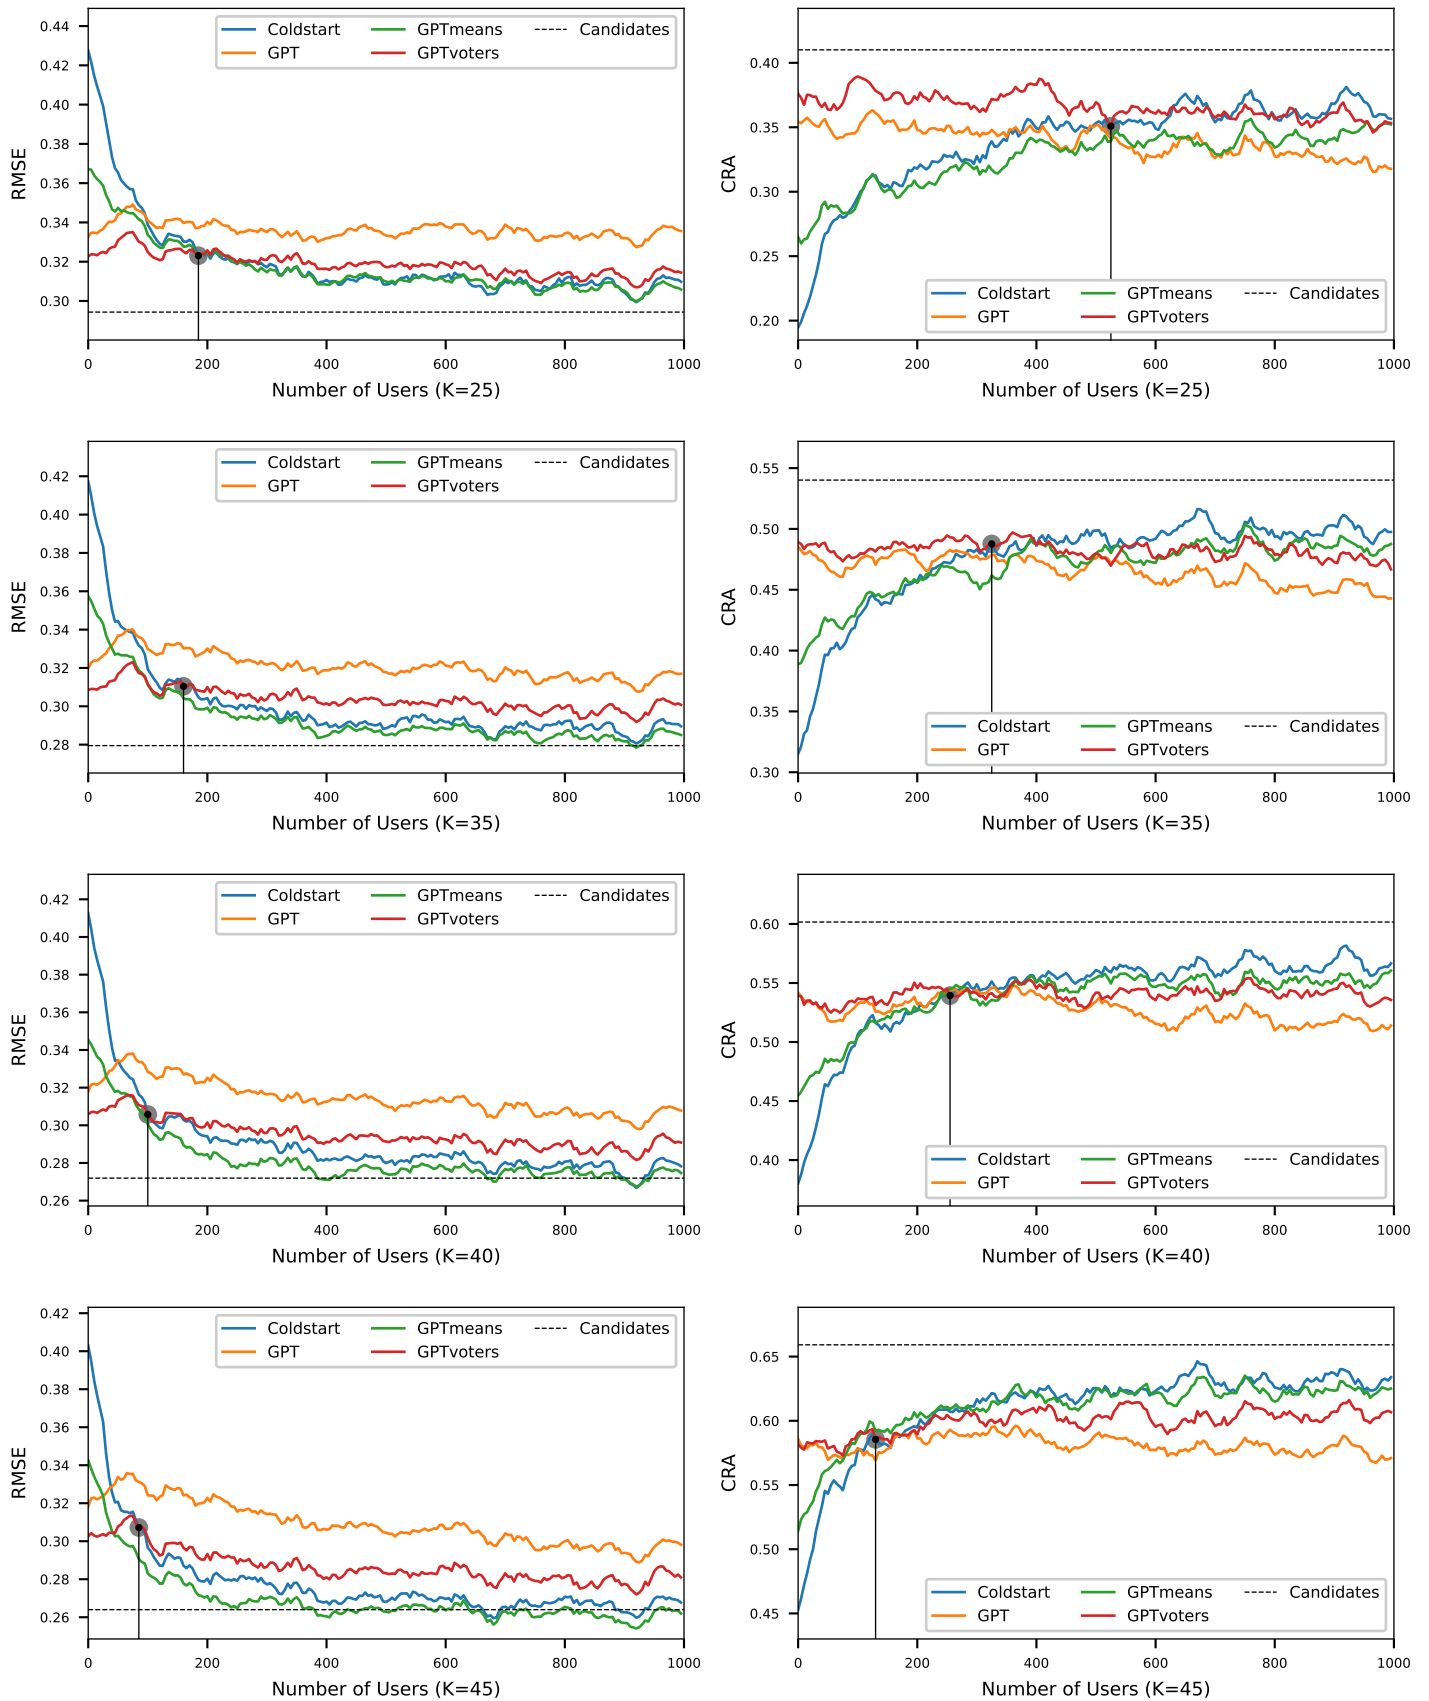 0.44
0.42
0.40
0.38
0.36
0.34
0.32
0.30
RMSE
Coldstart GPTmeans Candidates
GPT GPTvoters
0 200 400 600 800 1000
Number of Users (K=25)
0.40
0.35
0.30
0.25
0.20
CRA
Coldstart GPTmeans Candidates
GPT GPTvoters
0 200 400 600 800 1000
Number of Users (K=25)
0.42
0.40
0.38
0.36
0.34
0.32
0.30
0.28
RMSE
Coldstart GPTmeans Candidates
GPT GPTvoters
0 200 400 600 800 1000
Number of Users (K=35)
0.55
0.50
0.45
0.40
0.35
0.30
CRA
Coldstart GPTmeans Candidates
GPT GPTvoters
0 200 400 600 800 1000
Number of Users (K=35)
0.42
0.40
0.38
0.36
0.34
0.32
0.30
0.28
0.26
RMSE
Coldstart GPTmeans Candidates
GPT GPTvoters
0 200 400 600 800 1000
Number of Users (K=40)
0.60
0.55
0.50
0.45
0.40
CRA
Coldstart GPTmeans Candidates
GPT GPTvoters
0 200 400 600 800 1000
Number of Users (K=40)
0.42
0.40
0.38
0.36
0.34
0.32
0.30
0.28
0.26
RMSE
Coldstart GPTmeans Candidates
GPT GPTvoters
0 200 400 600 800 1000
Number of Users (K=45)
0.65
0.60
0.55
0.50
0.45
CRA
Coldstart GPTmeans Candidates
GPT GPTvoters
0 200 400 600 800 1000
Number of Users (K=45)